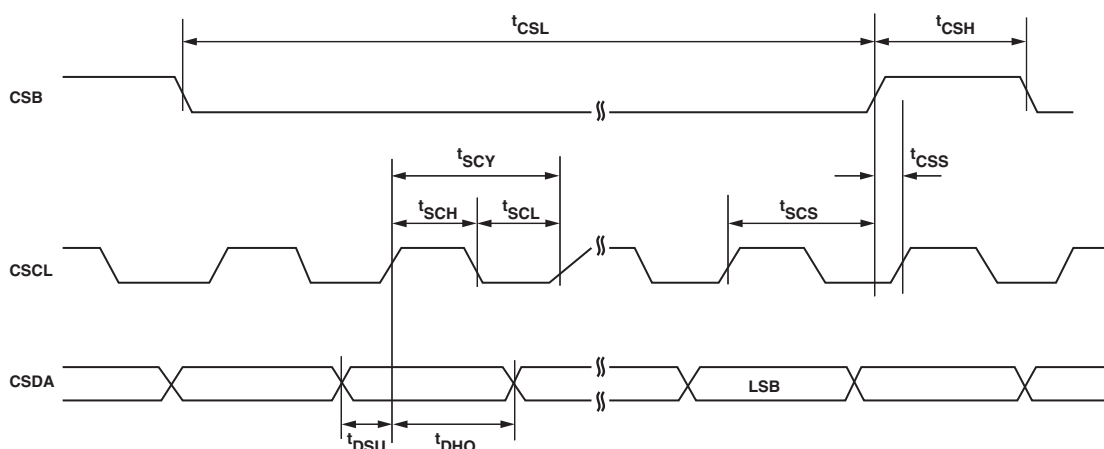 tCSL
tCSH
CSB
tSCY
tCSS
tSCH
tSCL
tSCS
CSCL
CSDA
LSB
tDSU
tDHO